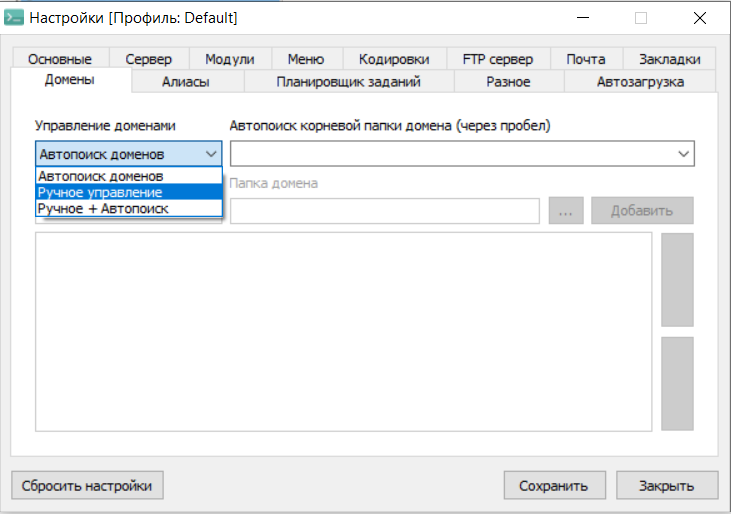 Настройки [Профиль: Default]
Основные Сервер Модули Меню Кодировки FTP сервер Почта Закладки
Домены Алиасы Планировщик заданий Разное Автозагрузка
Управление доменами Автопоиск корневой папки домена (через пробел)
Автопоиск доменов
Автопоиск доменов Папка домена
Ручное управление
Ручное + Автопоиск ... Добавить
Сбросить настройки Сохранить Закрыть